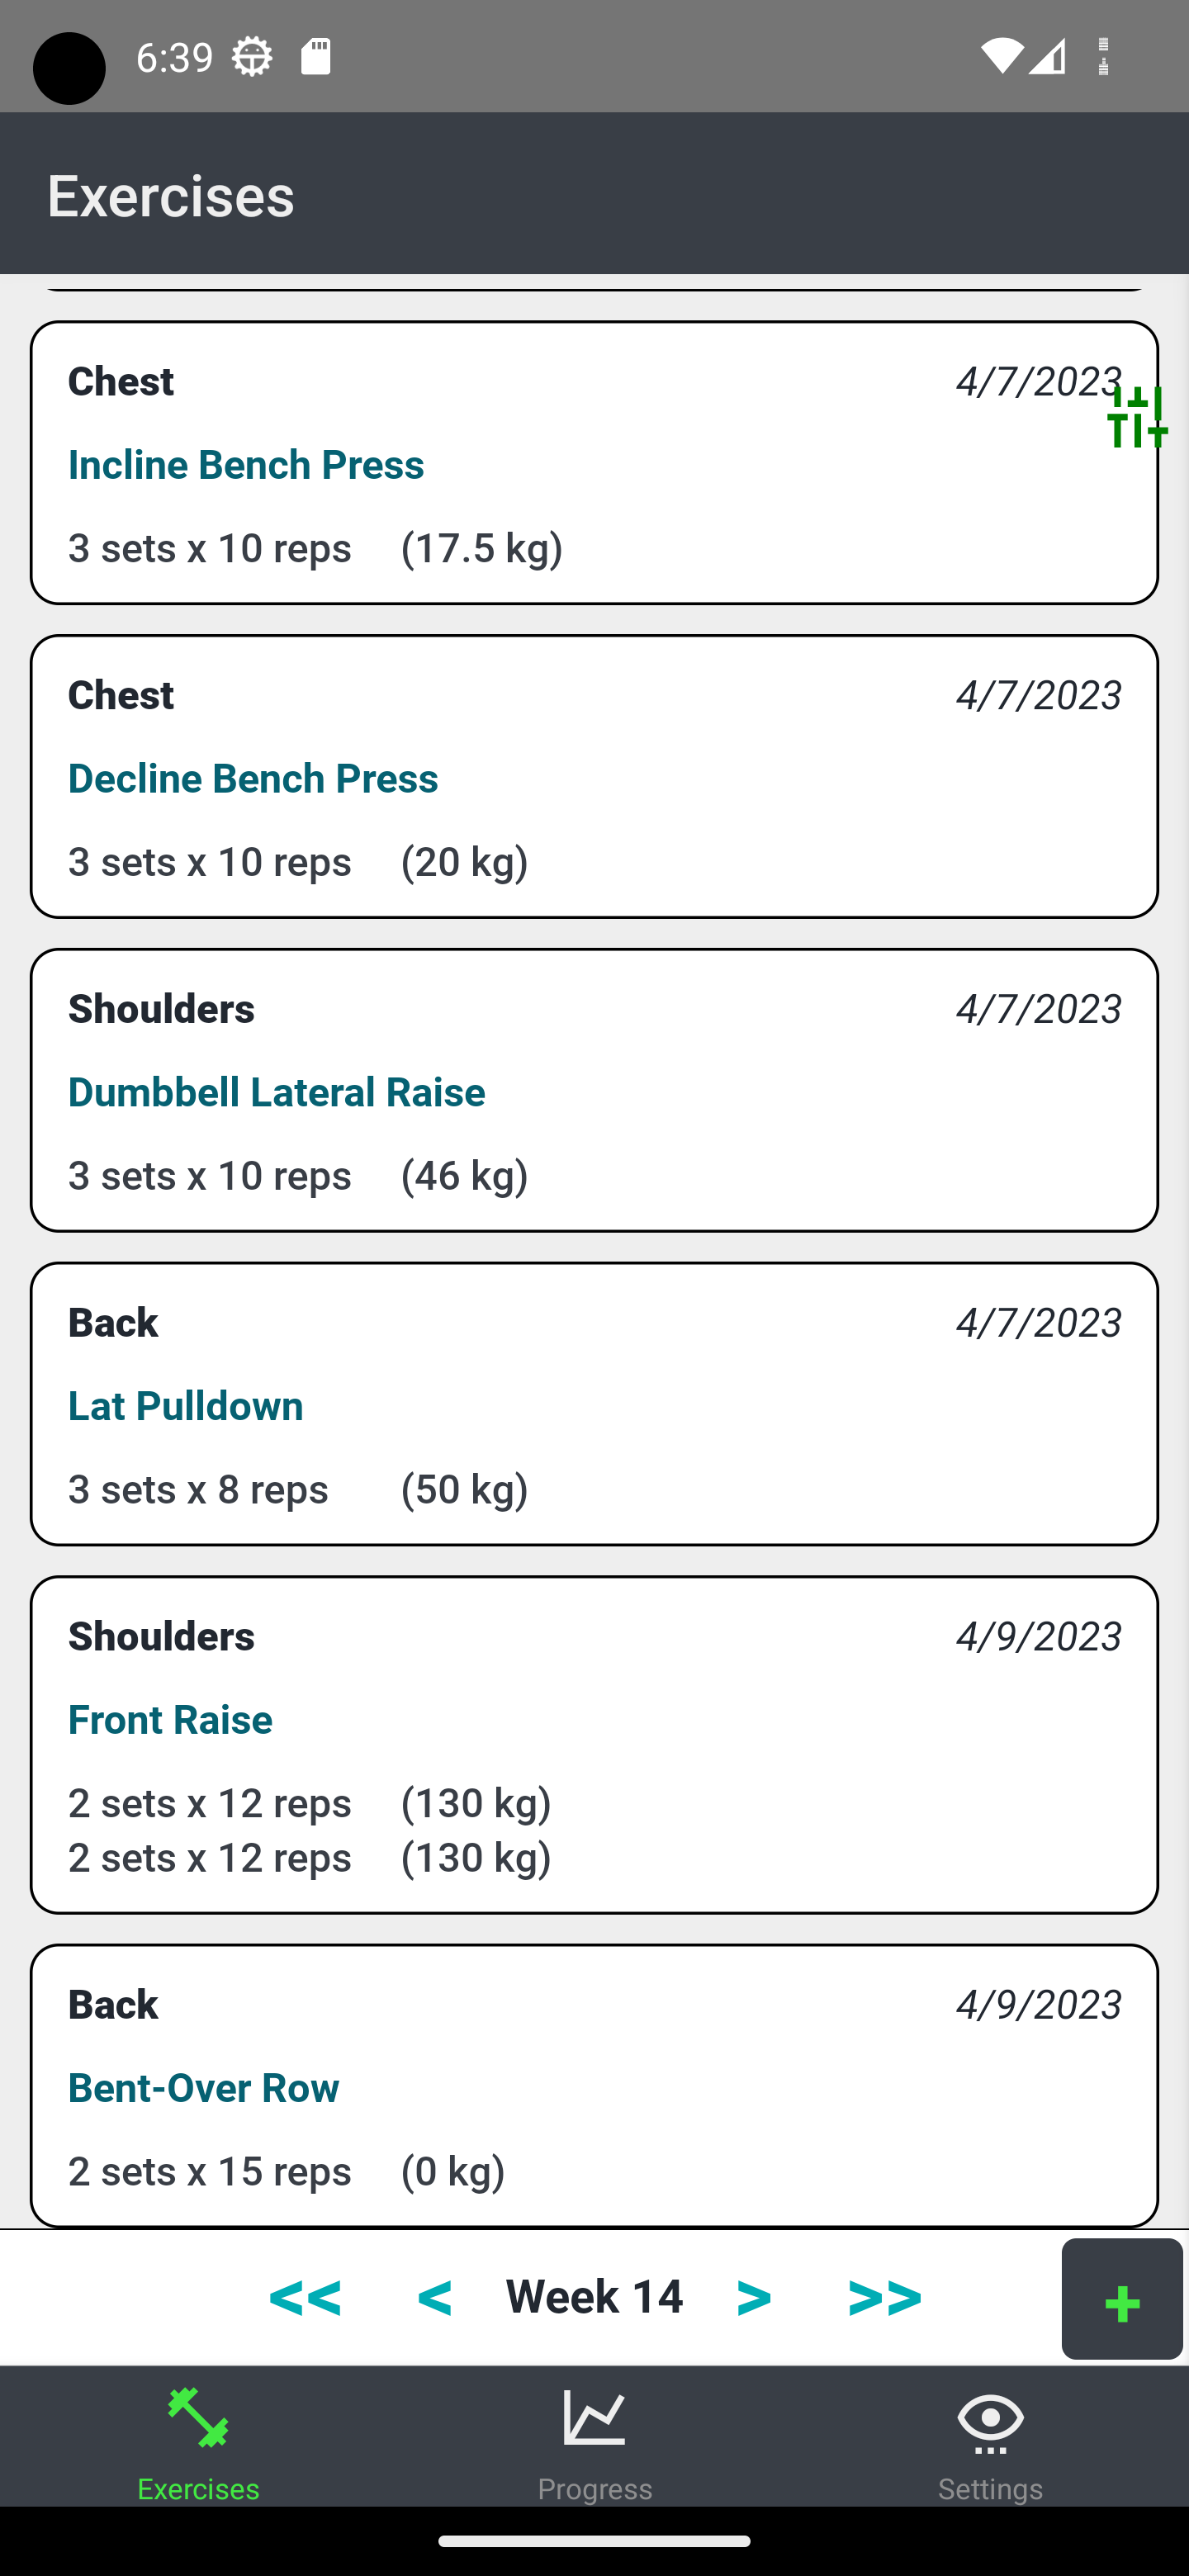 6:39
Exercises
Chest 4/7/2023
Incline Bench Press
3 sets x 10 reps (17.5 kg)
Chest 4/7/2023
Decline Bench Press
3 sets x 10 reps (20 kg)
Shoulders 4/7/2023
Dumbbell Lateral Raise
3 sets x 10 reps (46 kg)
Back 4/7/2023
Lat Pulldown
3 sets x 8 reps (50 kg)
Shoulders 4/9/2023
Front Raise
2 sets x 12 reps (130 kg)
2 sets x 12 reps (130 kg)
Back 4/9/2023
Bent-Over Row
2 sets x 15 reps (0 kg)
<< < Week 14 > >> +
Exercises Progress Settings